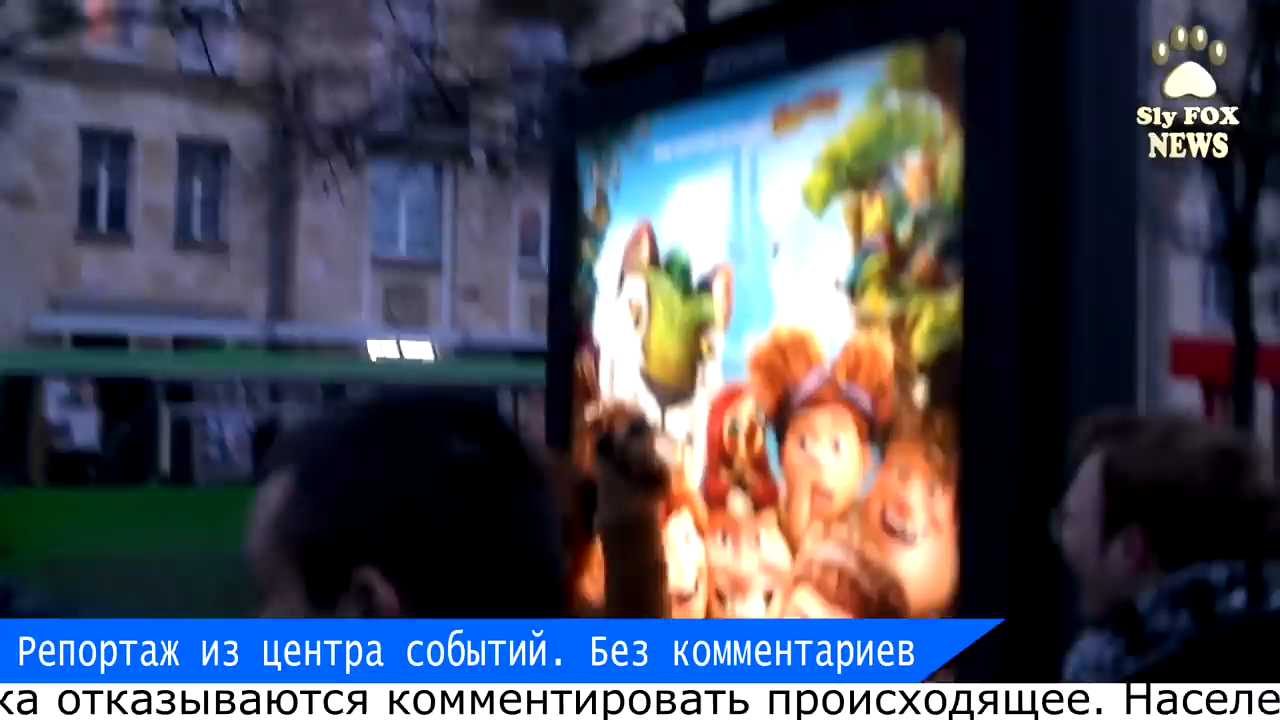 Sly FOX
NEWS
Репортаж из центра событий. Без комментариев
ка отказываются комментировать происходящее. Населе